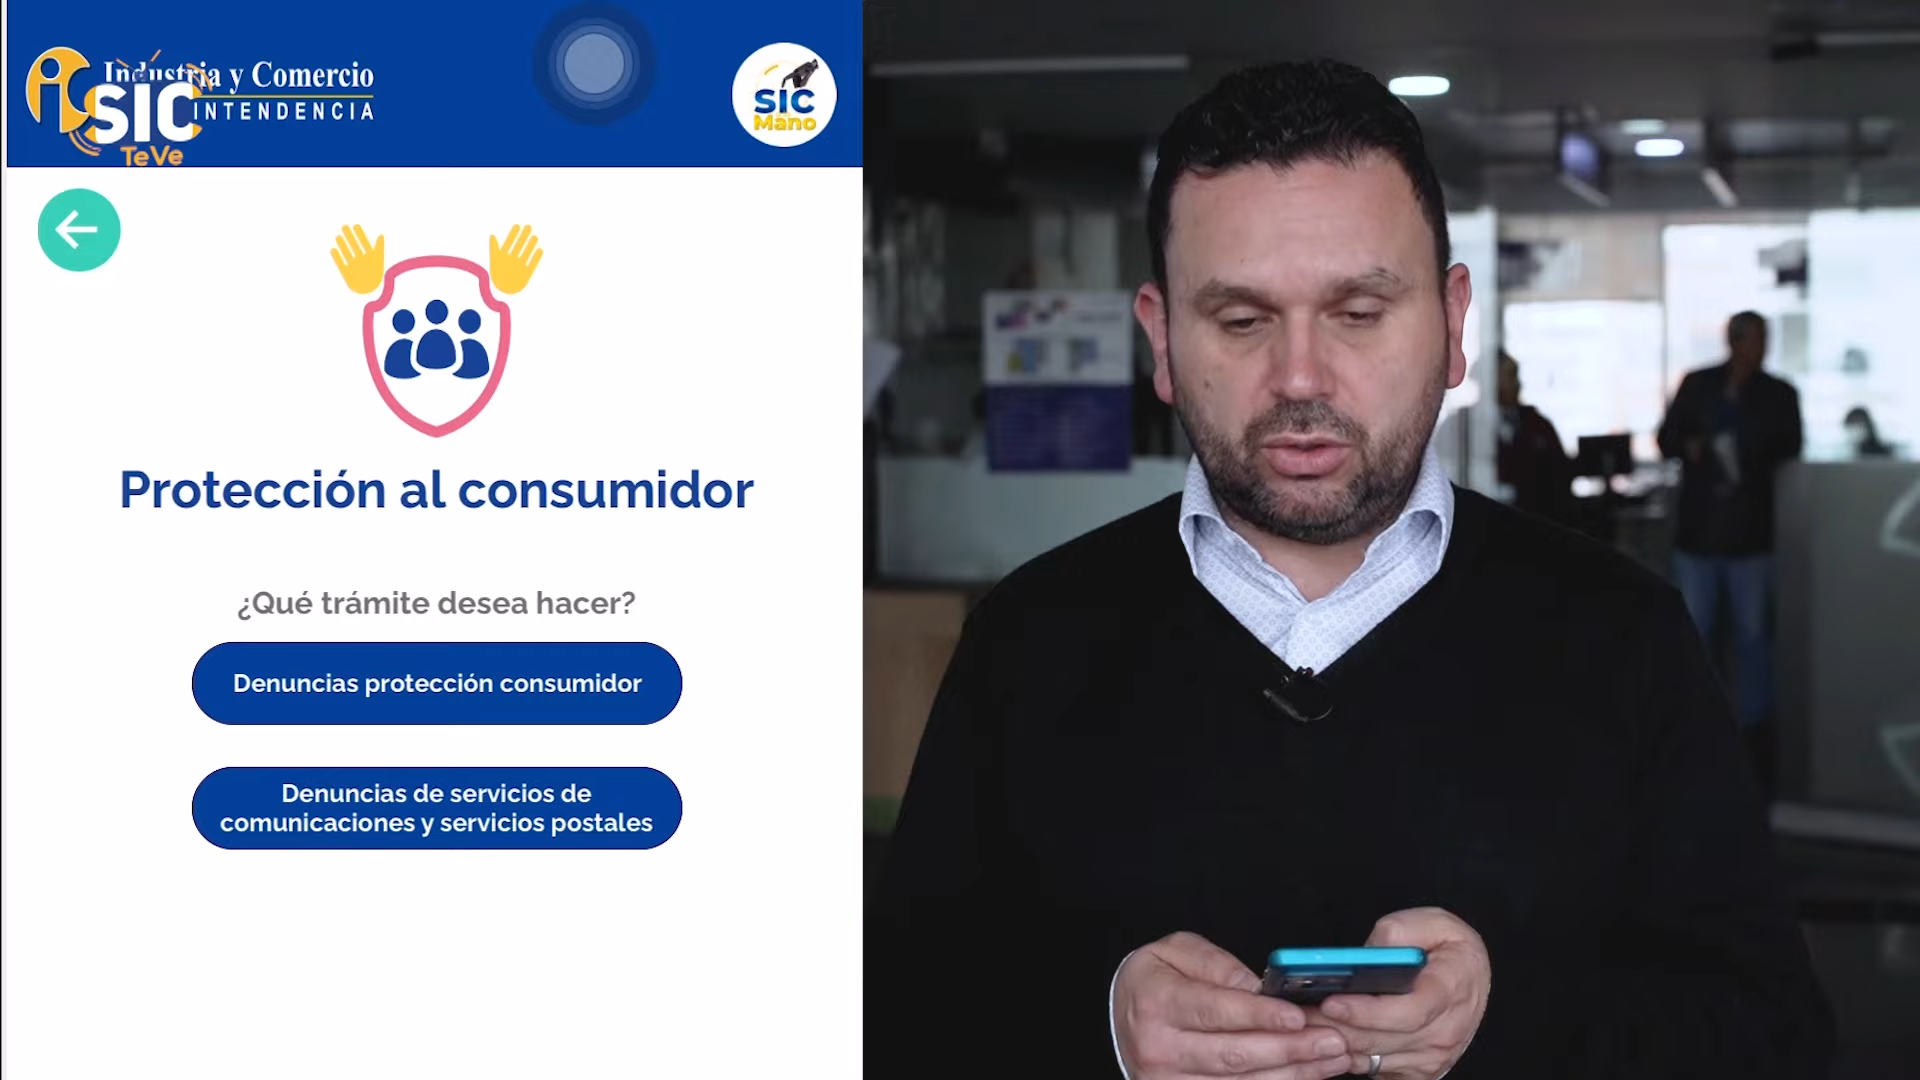 Industria y Comercio
INTENDENCIA
SIC
TeVe
SIC
Mano
Protección al consumidor
¿Qué trámite desea hacer?
Denuncias protección consumidor
Denuncias de servicios de
comunicaciones y servicios postales